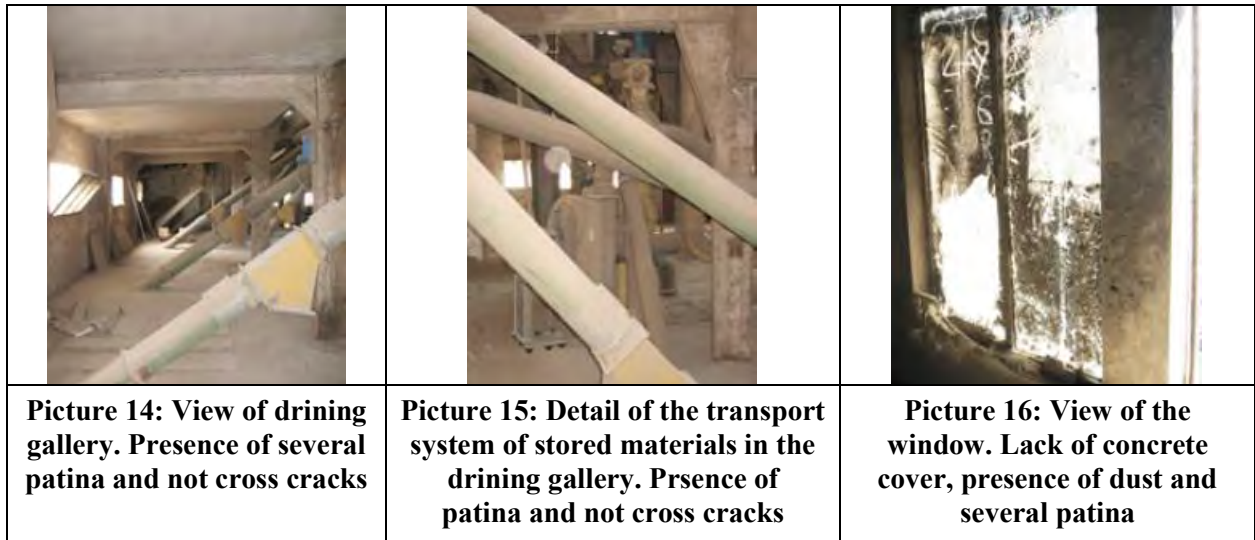 Picture 14: View of drining
gallery. Presence of several
patina and not cross cracks
Picture 15: Detail of the transport
system of stored materials in the
drining gallery. Prsence of
patina and not cross cracks
Picture 16: View of the
window. Lack of concrete
cover, presence of dust and
several patina